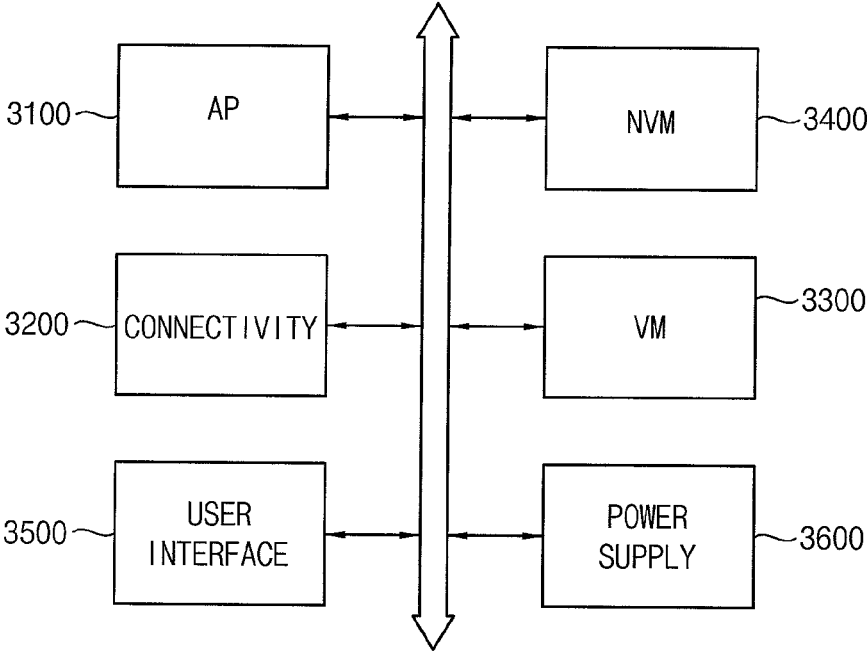 3100
AP
NVM
3400
3200
CONNECTIVITY
VM
3300
3500
USER
INTERFACE
POWER
SUPPLY
3600